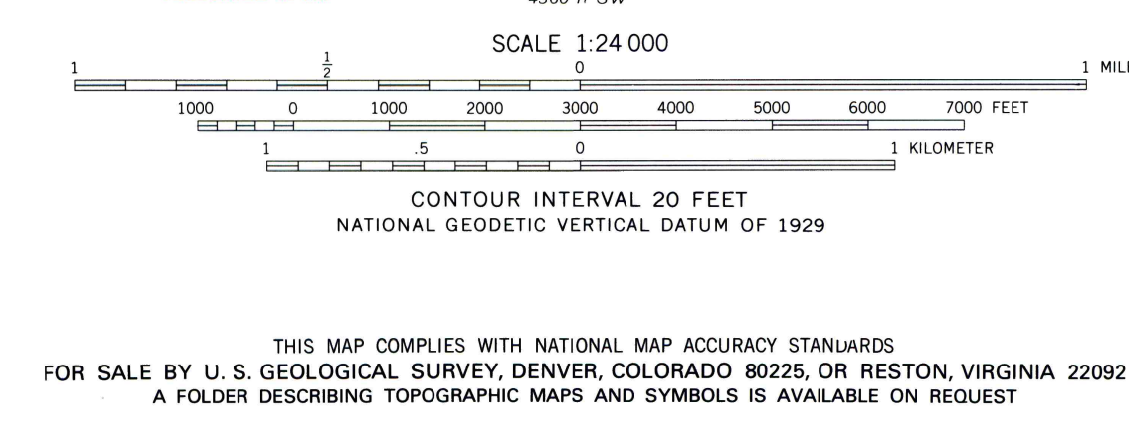 SCALE 1:24 000
1 1/2 0 1
1000 0 1000 2000 3000 4000 5000 6000 7000 FEET
1 .5 0 1 KILOMETER
CONTOUR INTERVAL 20 FEET
NATIONAL GEODETIC VERTICAL DATUM OF 1929
THIS MAP COMPLIES WITH NATIONAL MAP ACCURACY STANDARDS
FOR SALE BY U. S. GEOLOGICAL SURVEY, DENVER, COLORADO 80225, OR RESTON, VIRGINIA 22092
A FOLDER DESCRIBING TOPOGRAPHIC MAPS AND SYMBOLS IS AVAILABLE ON REQUEST